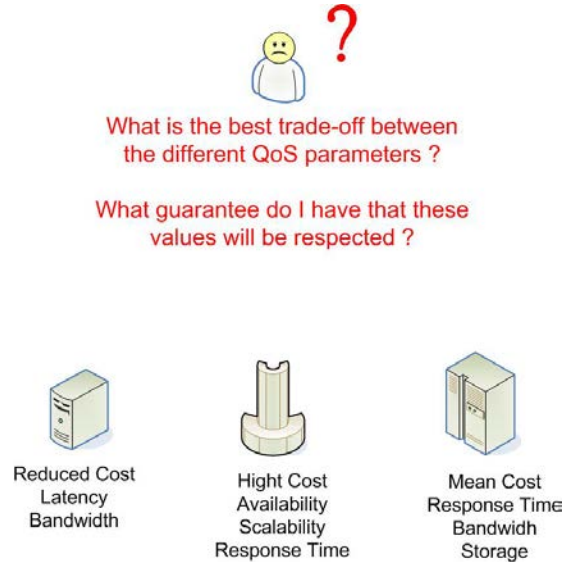 ?
What is the best trade-off between
the different QoS parameters ?
What guarantee do I have that these
values will be respected ?
Reduced Cost
Latency
Bandwidth
Hight Cost
Availability
Scalability
Response Time
Mean Cost
Response Time
Bandwidh
Storage